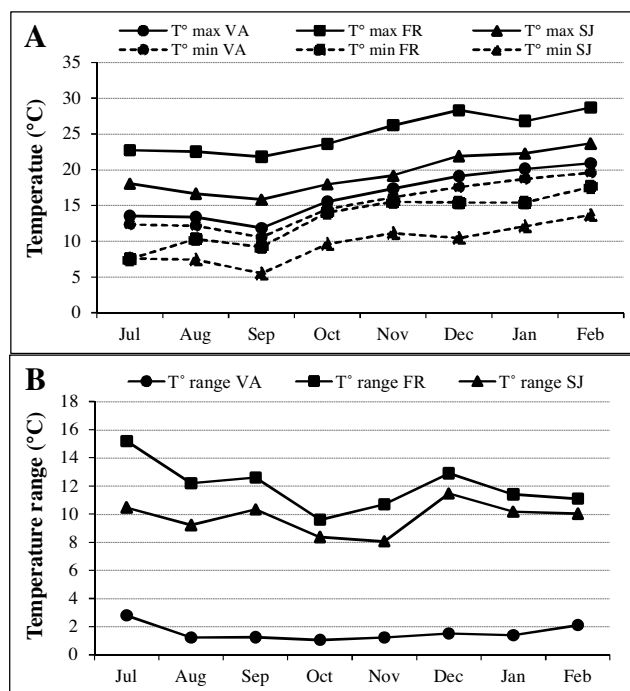 A
T° max VA T° max FR T° max SJ
T° min VA T° min FR T° min SJ
Temperatue (°C)
35
30
25
20
15
10
5
0
Jul Aug Sep Oct Nov Dec Jan Feb
B
T° range VA T° range FR T° range SJ
Temperature range (°C)
18
16
14
12
10
8
6
4
2
0
Jul Aug Sep Oct Nov Dec Jan Feb